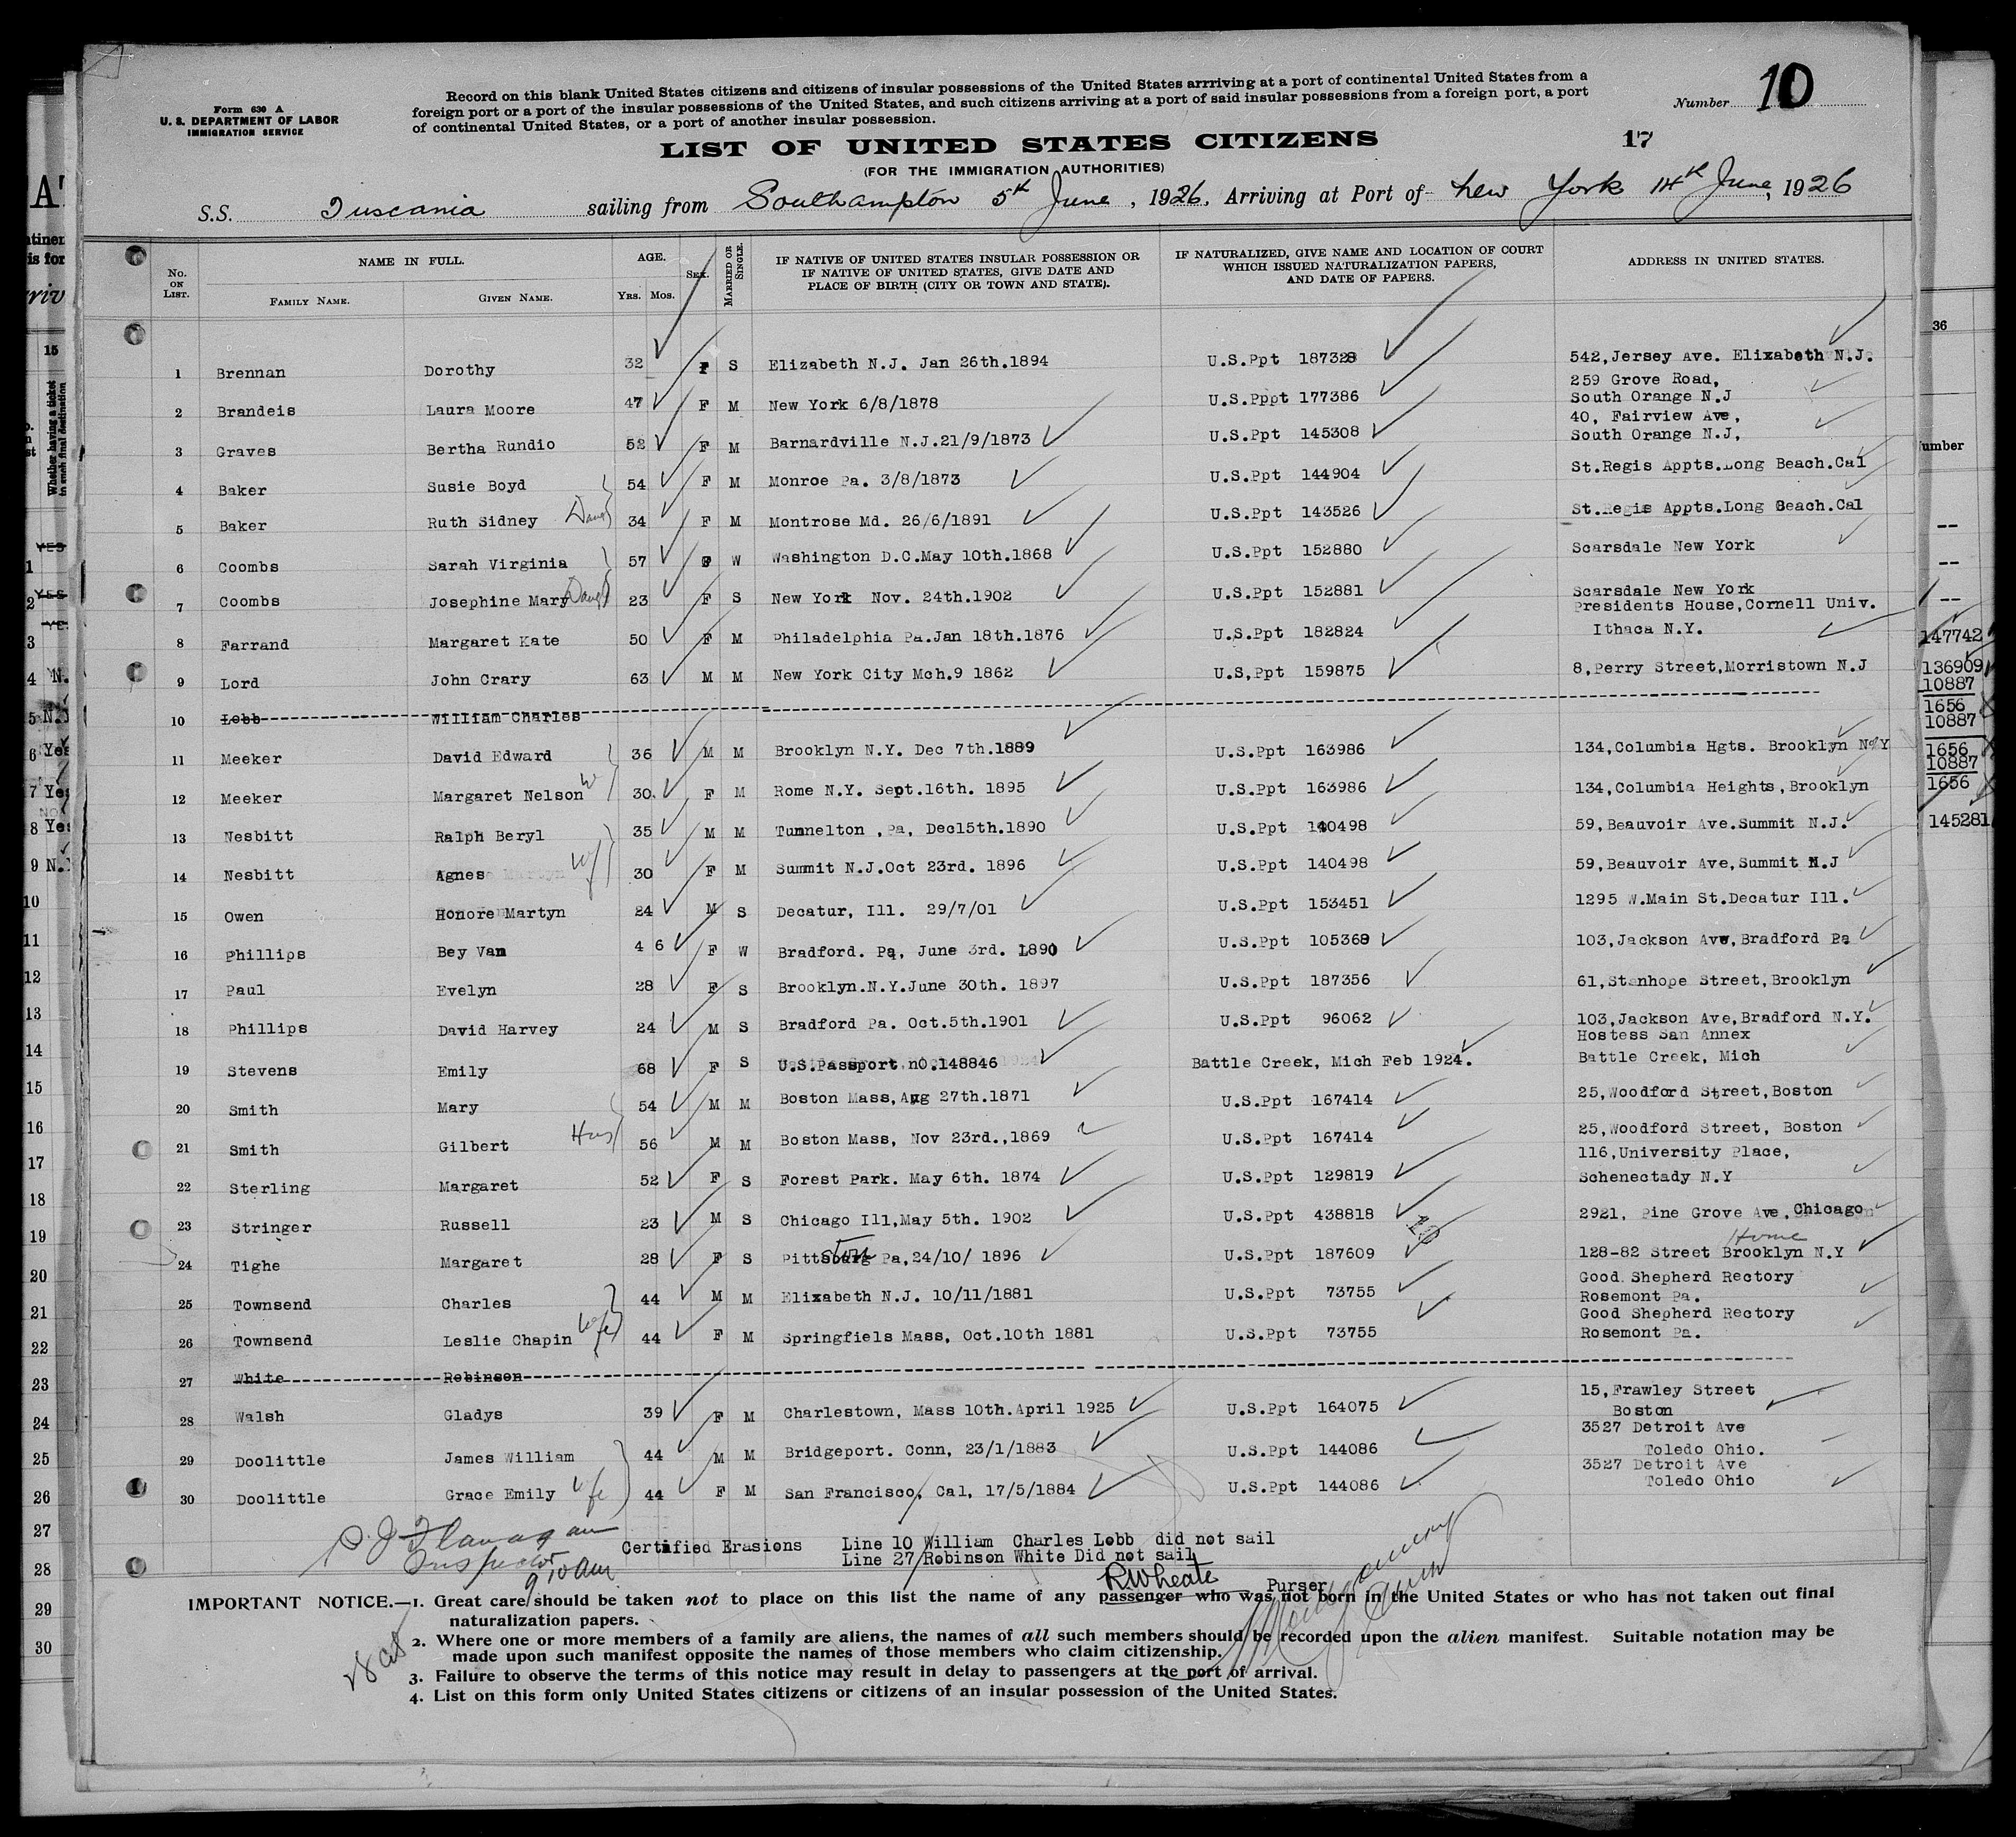 Form 630 A
U. S. DEPARTMENT OF LABOR
IMMIGRATION SERVICE
Record on this blank United States citizens and citizens of insular possessions of the United States arrriving at a port of continental United States from a
foreign port or a port of the insular possessions of the United States, and such citizens arriving at a port of said insular possessions from a foreign port, a port
of continental United States, or a port of another insular possession.
Number 10
17
LIST OF UNITED STATES CITIZENS
(FOR THE IMMIGRATION AUTHORITIES)
S.S. Tuscania sailing from Southampton 5th June, 1926, Arriving at Port of New York 14th June, 1926
No. ON LIST. NAME IN FULL. FAMILY NAME. GIVEN NAME. AGE. YRS. MOS. SEX. MARRIED OR SINGLE. IF NATIVE OF UNITED STATES INSULAR POSSESSION OR IF NATIVE OF UNITED STATES, GIVE DATE AND PLACE OF BIRTH (CITY OR TOWN AND STATE). IF NATURALIZED, GIVE NAME AND LOCATION OF COURT WHICH ISSUED NATURALIZATION PAPERS, AND DATE OF PAPERS. ADDRESS IN UNITED STATES.
1 Brennan Dorothy 32 F S Elizabeth N.J. Jan 26th.1894 U.S.Ppt 187328 542,Jersey Ave. Elixabeth N.J.
2 Brandeis Laura Moore 47 F M New York 6/8/1878 U.S.Pppt 177386 259 Grove Road, South Orange N.J
3 Graves Bertha Rundio 52 F M Barnardville N.J.21/9/1873 U.S.Ppt 145308 40, Fairview Ave, South Orange N.J,
4 Baker Susie Boyd 54 F M Monroe Pa. 3/8/1873 U.S.Ppt 144904 St.Regis Appts.Long Beach.Cal
5 Baker Ruth Sidney Daug 34 F M Montrose Md. 26/6/1891 U.S.Ppt 143526 St.Regis Appts.Long Beach.Cal
6 Coombs Sarah Virginia 57 F W Washington D.C.May 10th.1868 U.S.Ppt 152880 Scarsdale New York
7 Coombs Josephine Mary Daug 23 F S New York Nov. 24th.1902 U.S.Ppt 152881 Scarsdale New York
8 Farrand Margaret Kate 50 F M Philadelphia Pa.Jan 18th.1876 U.S.Ppt 182824 Presidents House,Cornell Univ. Ithaca N.Y.
9 Lord John Crary 63 M M New York City Mch.9 1862 U.S.Ppt 159875 8,Perry Street,Morristown N.J
10 Lobb William Charles
11 Meeker David Edward 36 M M Brooklyn N.Y. Dec 7th.1889 U.S.Ppt 163986 134,Columbia Hgts. Brooklyn N.Y
12 Meeker Margaret Nelson W 30 F M Rome N.Y. Sept.16th. 1895 U.S.Ppt 163986 134,Columbia Heights,Brooklyn
13 Nesbitt Ralph Beryl 35 M M Tunnelton ,Pa, Dec15th.1890 U.S.Ppt 140498 59,Beauvoir Ave.Summit N.J.
14 Nesbitt Agnes 30 F M Summit N.J.Oct 23rd. 1896 U.S.Ppt 140498 59,Beauvoir Ave,Summit N.J
15 Owen Honore Martyn 24 M S Decatur, Ill. 29/7/01 U.S.Ppt 153451 1295 W.Main St.Decatur Ill.
16 Phillips Bey Van 4 6 F W Bradford. Pa, June 3rd. 1890 U.S.Ppt 105368 103,Jackson Ave,Bradford Pa
17 Paul Evelyn 28 F S Brooklyn.N.Y.June 30th. 1897 U.S.Ppt 187356 61,Stanhope Street,Brooklyn
18 Phillips David Harvey 24 M S Bradford Pa. Oct.5th.1901 U.S.Ppt 96062 103,Jackson Ave,Bradford N.Y.
19 Stevens Emily 68 F S U.S.Passport nO.148846 Battle Creek, Mich Feb 1924. Hostess San Annex Battle Creek, Mich
20 Smith Mary 54 M M Boston Mass,Aug 27th.1871 U.S.Ppt 167414 25,Woodford Street,Boston
21 Smith Gilbert Hus 56 M M Boston Mass, Nov 23rd.,1869 U.S.Ppt 167414 25,Woodford Street, Boston
22 Sterling Margaret 52 F S Forest Park. May 6th. 1874 U.S.Ppt 129819 116,University Place, Schenectady N.Y
23 Stringer Russell 23 M S Chicago Ill,May 5th. 1902 U.S.Ppt 438818 2921, Pine Grove Ave.Chicago
24 Tighe Margaret 28 F S Pittsburg ston Pa,24/10/ 1896 U.S.Ppt 187609 128-82 Street Brooklyn N.Y Home
25 Townsend Charles 44 M M Elixabeth N.J. 10/11/1881 U.S.Ppt 73755 Good Shepherd Rectory Rosemont Pa.
26 Townsend Leslie Chapin Wfe 44 F M Springfiels Mass, Oct.10th 1881 U.S.Ppt 73755 Good Shepherd Rectory Rosemont Pa.
27 White Robinson
28 Walsh Gladys 39 F M Charlestown, Mass 10th.April 1925 U.S.Ppt 164075 15,Frawley Street Boston
29 Doolittle James William 44 M M Bridgeport. Conn, 23/1/1883 U.S.Ppt 144086 3527 Detroit Ave Toledo Ohio.
30 Doolittle Grace Emily Wfe 44 F M San Francisco, Cal, 17/5/1884 U.S.Ppt 144086 3527 Detroit Ave Toledo Ohio
P. J. Flanagan
Inspector
9 10 am
Certified Erasions Line 10 William Charles Lobb did not sail
Line 27 Robinson White Did not sail
RWheate Purser
IMPORTANT NOTICE.—1. Great care should be taken not to place on this list the name of any passenger who was not born in the United States or who has not taken out final
naturalization papers.
2. Where one or more members of a family are aliens, the names of all such members should be recorded upon the alien manifest. Suitable notation may be
made upon such manifest opposite the names of those members who claim citizenship.
3. Failure to observe the terms of this notice may result in delay to passengers at the port of arrival.
4. List on this form only United States citizens or citizens of an insular possession of the United States.
36
147742
136909
10887
1656
10887
1656
10887
1656
145281